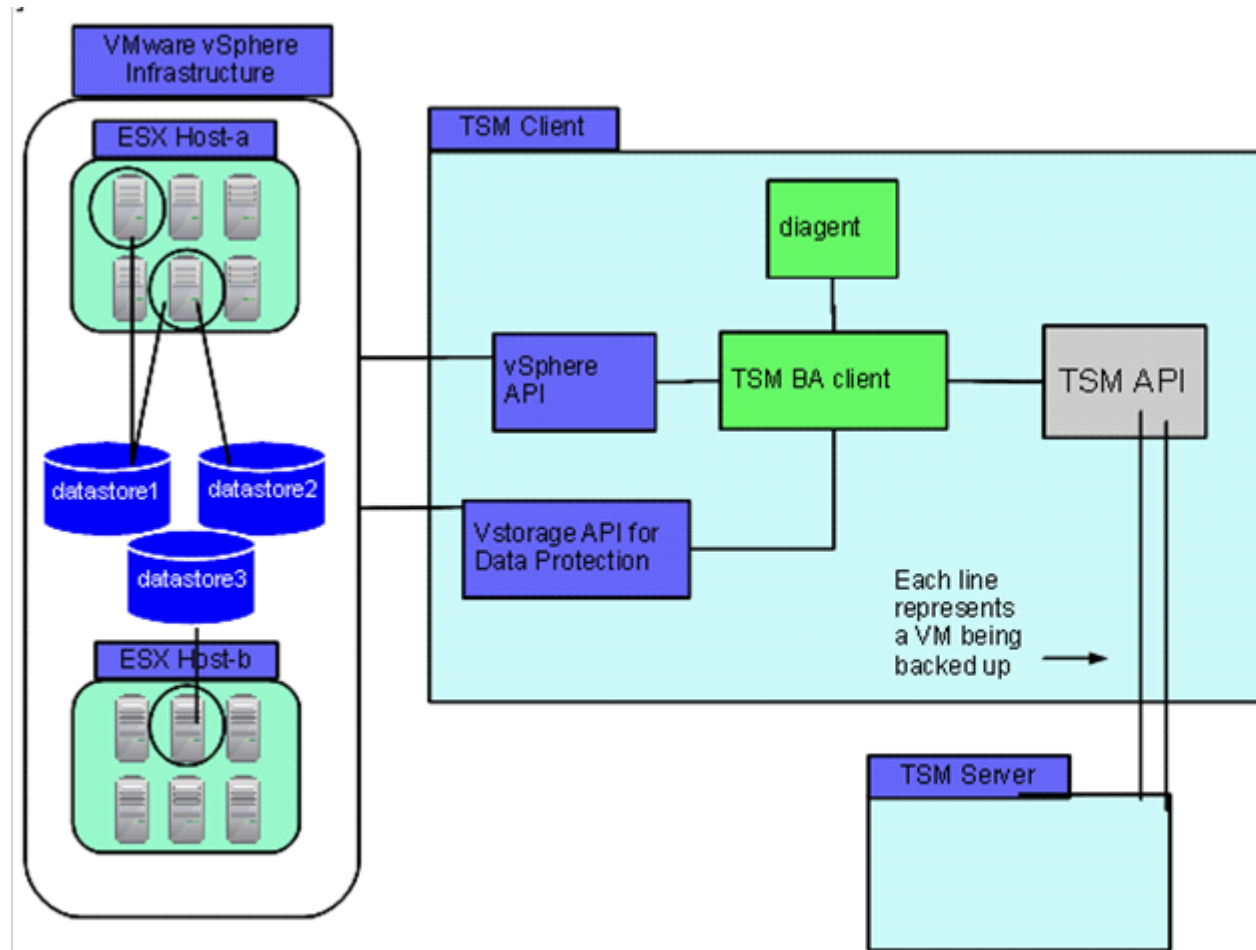 VMware vSphere
Infrastructure
ESX Host-a
datastore1
datastore2
datastore3
ESX Host-b
TSM Client
diagent
vSphere
API
TSM BA client
TSM API
Vstorage API for
Data Protection
Each line
represents
a VM being
backed up
TSM Server